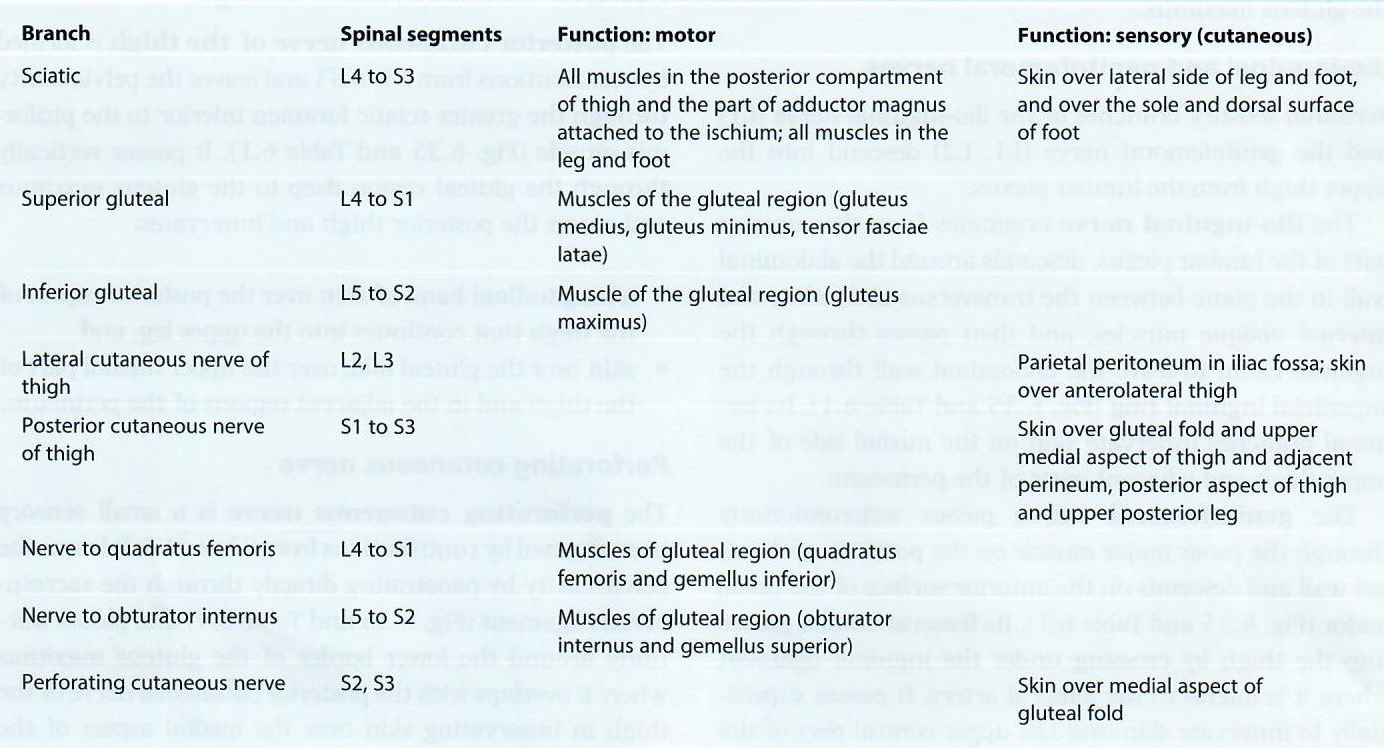 Branch Spinal segments Function: motor Function: sensory (cutaneous)
Sciatic L4 to S3 All muscles in the posterior compartment Skin over lateral side of leg and foot,
of thigh and the part of adductor magnus and over the sole and dorsal surface
attached to the ischium; all muscles in the of foot
leg and foot
Superior gluteal L4 to S1 Muscles of the gluteal region (gluteus
medius, gluteus minimus, tensor fasciae
latae)
Inferior gluteal L5 to S2 Muscle of the gluteal region (gluteus
maximus)
Lateral cutaneous nerve of L2, L3 Parietal peritoneum in iliac fossa; skin
thigh over anterolateral thigh
Posterior cutaneous nerve S1 to S3 Skin over gluteal fold and upper
of thigh medial aspect of thigh and adjacent
perineum, posterior aspect of thigh
and upper posterior leg
Nerve to quadratus femoris L4 to S1 Muscles of gluteal region (quadratus
femoris and gemellus inferior)
Nerve to obturator internus L5 to S2 Muscles of gluteal region (obturator
internus and gemellus superior)
Perforating cutaneous nerve S2, S3 Skin over medial aspect of
gluteal fold